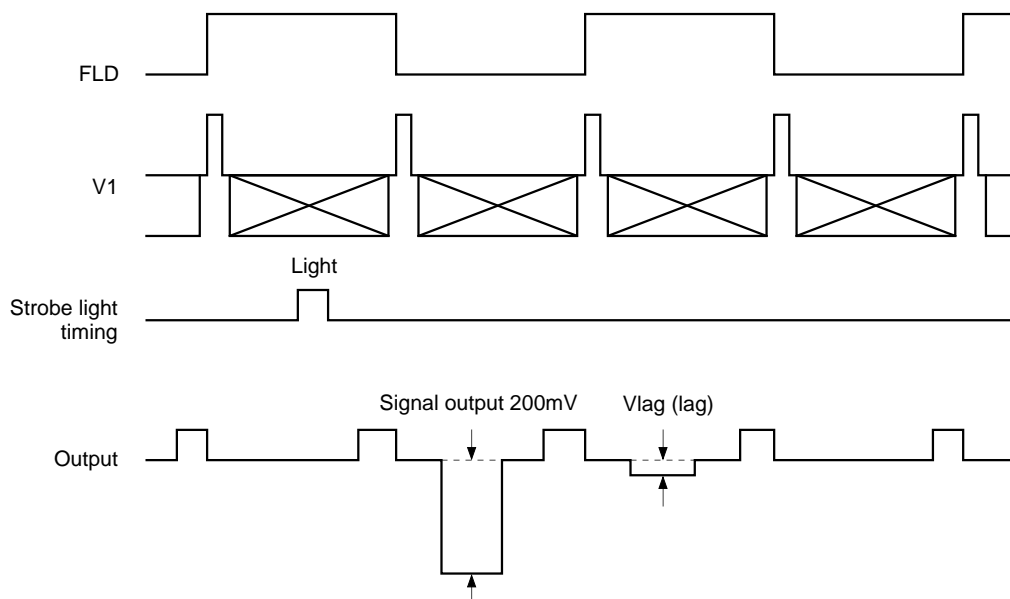 FLD
V1
Light
Strobe light
timing
Signal output 200mV
Vlag (lag)
Output